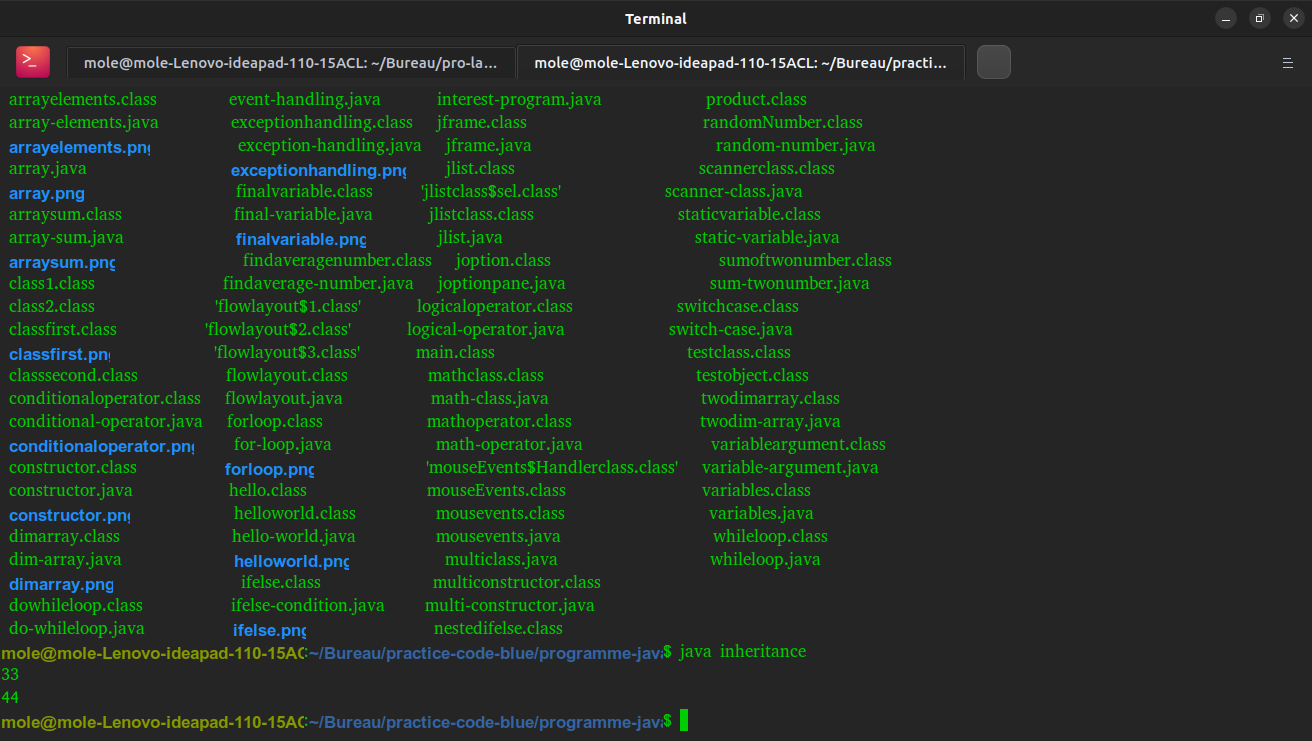 Terminal
>_ mole@mole-Lenovo-ideapad-110-15ACL: ~/Bureau/pro-la... mole@mole-Lenovo-ideapad-110-15ACL: ~/Bureau/practi...
arrayelements.class event-handling.java interest-program.java product.class
array-elements.java exceptionhandling.class jframe.class randomNumber.class
arrayelements.png exception-handling.java jframe.java random-number.java
array.java exceptionhandling.png jlist.class scannerclass.class
array.png finalvariable.class 'jlistclass$sel.class' scanner-class.java
arraysum.class final-variable.java jlistclass.class staticvariable.class
array-sum.java finalvariable.png jlist.java static-variable.java
arraysum.png findaveragenumber.class joption.class sumoftwonumber.class
class1.class findaverage-number.java joptionpane.java sum-twonumber.java
class2.class 'flowlayout$1.class' logicaloperator.class switchcase.class
classfirst.class 'flowlayout$2.class' logical-operator.java switch-case.java
classfirst.png 'flowlayout$3.class' main.class testclass.class
classsecond.class flowlayout.class mathclass.class testobject.class
conditionaloperator.class flowlayout.java math-class.java twodimarray.class
conditional-operator.java forloop.class mathoperator.class twodim-array.java
conditionaloperator.png for-loop.java math-operator.java variableargument.class
constructor.class forloop.png 'mouseEvents$Handlerclass.class' variable-argument.java
constructor.java hello.class mouseEvents.class variables.class
constructor.png helloworld.class mousevents.class variables.java
dimarray.class hello-world.java mousevents.java whileloop.class
dim-array.java helloworld.png multiclass.java whileloop.java
dimarray.png ifelse.class multiconstructor.class
dowhileloop.class ifelse-condition.java multi-constructor.java
do-whileloop.java ifelse.png nestedifelse.class
mole@mole-Lenovo-ideapad-110-15AC:~/Bureau/practice-code-blue/programme-java$ java inheritance
33
44
mole@mole-Lenovo-ideapad-110-15AC:~/Bureau/practice-code-blue/programme-java$